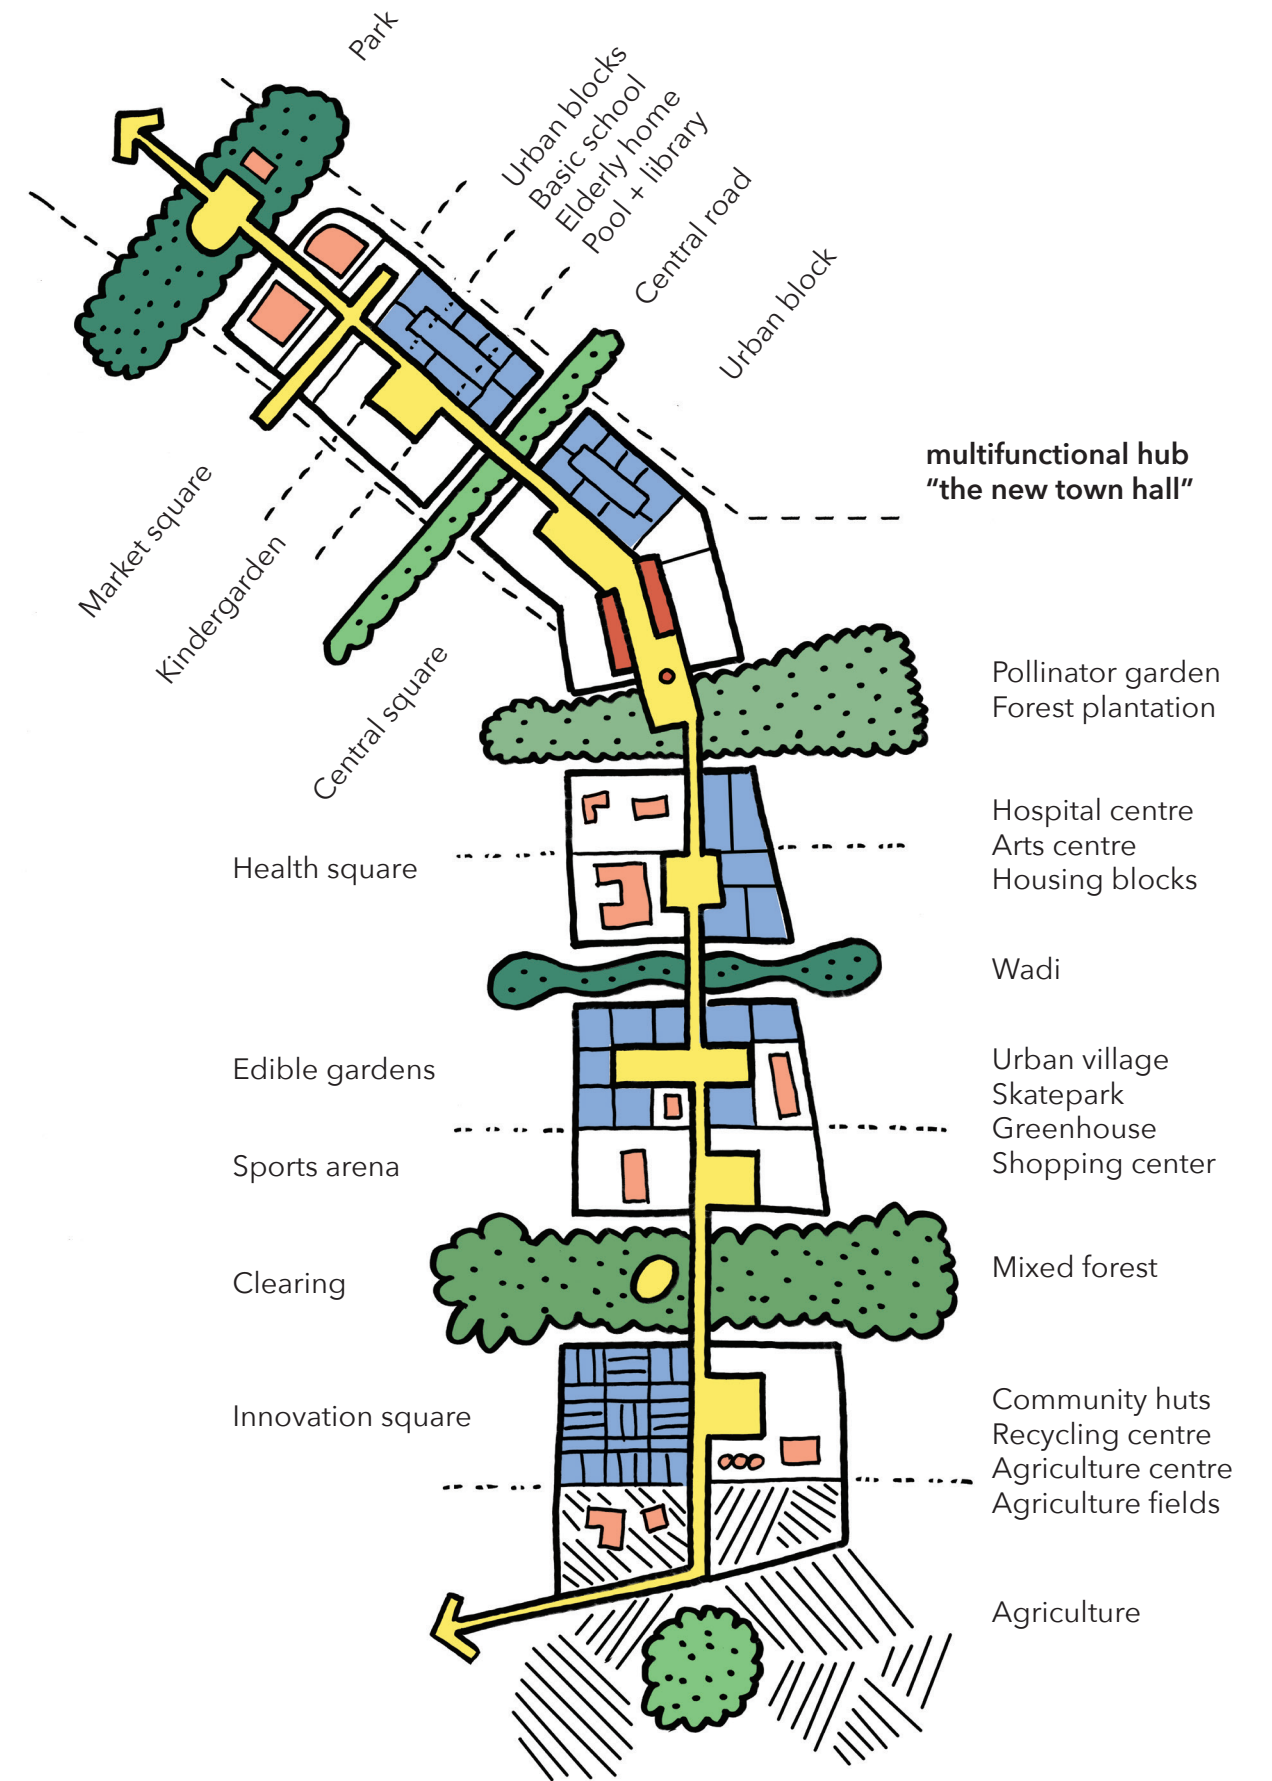 Park
Urban blocks
Basic school
Elderly home
Pool + library
Central road
Urban block
multifunctional hub
“the new town hall”
Market square
Kindergarden
Central square
Pollinator garden
Forest plantation
Health square
Hospital centre
Arts centre
Housing blocks
Wadi
Edible gardens
Sports arena
Urban village
Skatepark
Greenhouse
Shopping center
Clearing
Mixed forest
Innovation square
Community huts
Recycling centre
Agriculture centre
Agriculture fields
Agriculture